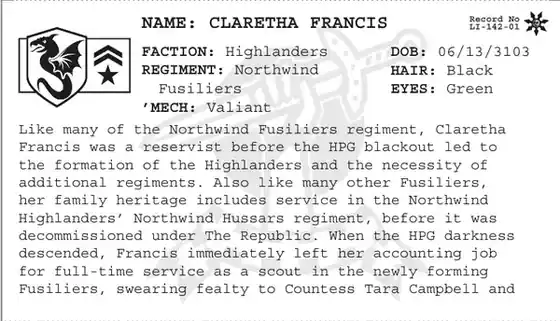 NAME: CLARETHA FRANCIS
Record No
LI-142-01
FACTION: Highlanders
DOB: 06/13/3103
REGIMENT: Northwind
HAIR: Black
Fusiliers
EYES: Green
’MECH: Valiant
Like many of the Northwind Fusiliers regiment, Claretha
Francis was a reservist before the HPG blackout led to
the formation of the Highlanders and the necessity of
additional regiments. Also like many other Fusiliers,
her family heritage includes service in the Northwind
Highlanders’ Northwind Hussars regiment, before it was
decommissioned under The Republic. When the HPG darkness
descended, Francis immediately left her accounting job
for full-time service as a scout in the newly forming
Fusiliers, swearing fealty to Countess Tara Campbell and